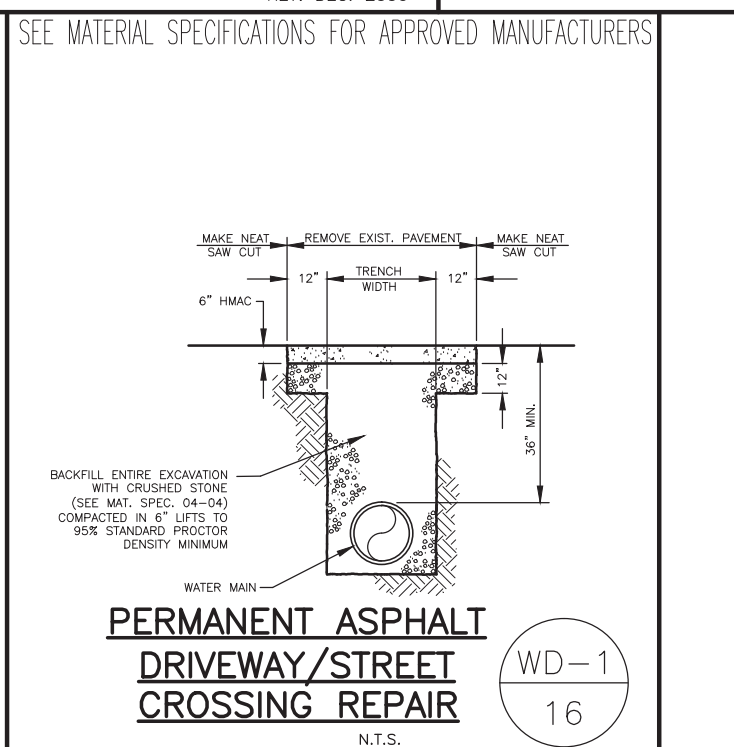 SEE MATERIAL SPECIFICATIONS FOR APPROVED MANUFACTURERS
MAKE NEAT
SAW CUT
REMOVE EXIST. PAVEMENT
MAKE NEAT
SAW CUT
12"
TRENCH
WIDTH
12"
6" HMAC
12"
36" MIN.
BACKFILL ENTIRE EXCAVATION
WITH CRUSHED STONE
(SEE MAT. SPEC. 04-04)
COMPACTED IN 6" LIFTS TO
95% STANDARD PROCTOR
DENSITY MINIMUM
WATER MAIN
PERMANENT ASPHALT
DRIVEWAY/STREET
CROSSING REPAIR
N.T.S.
WD-1
16